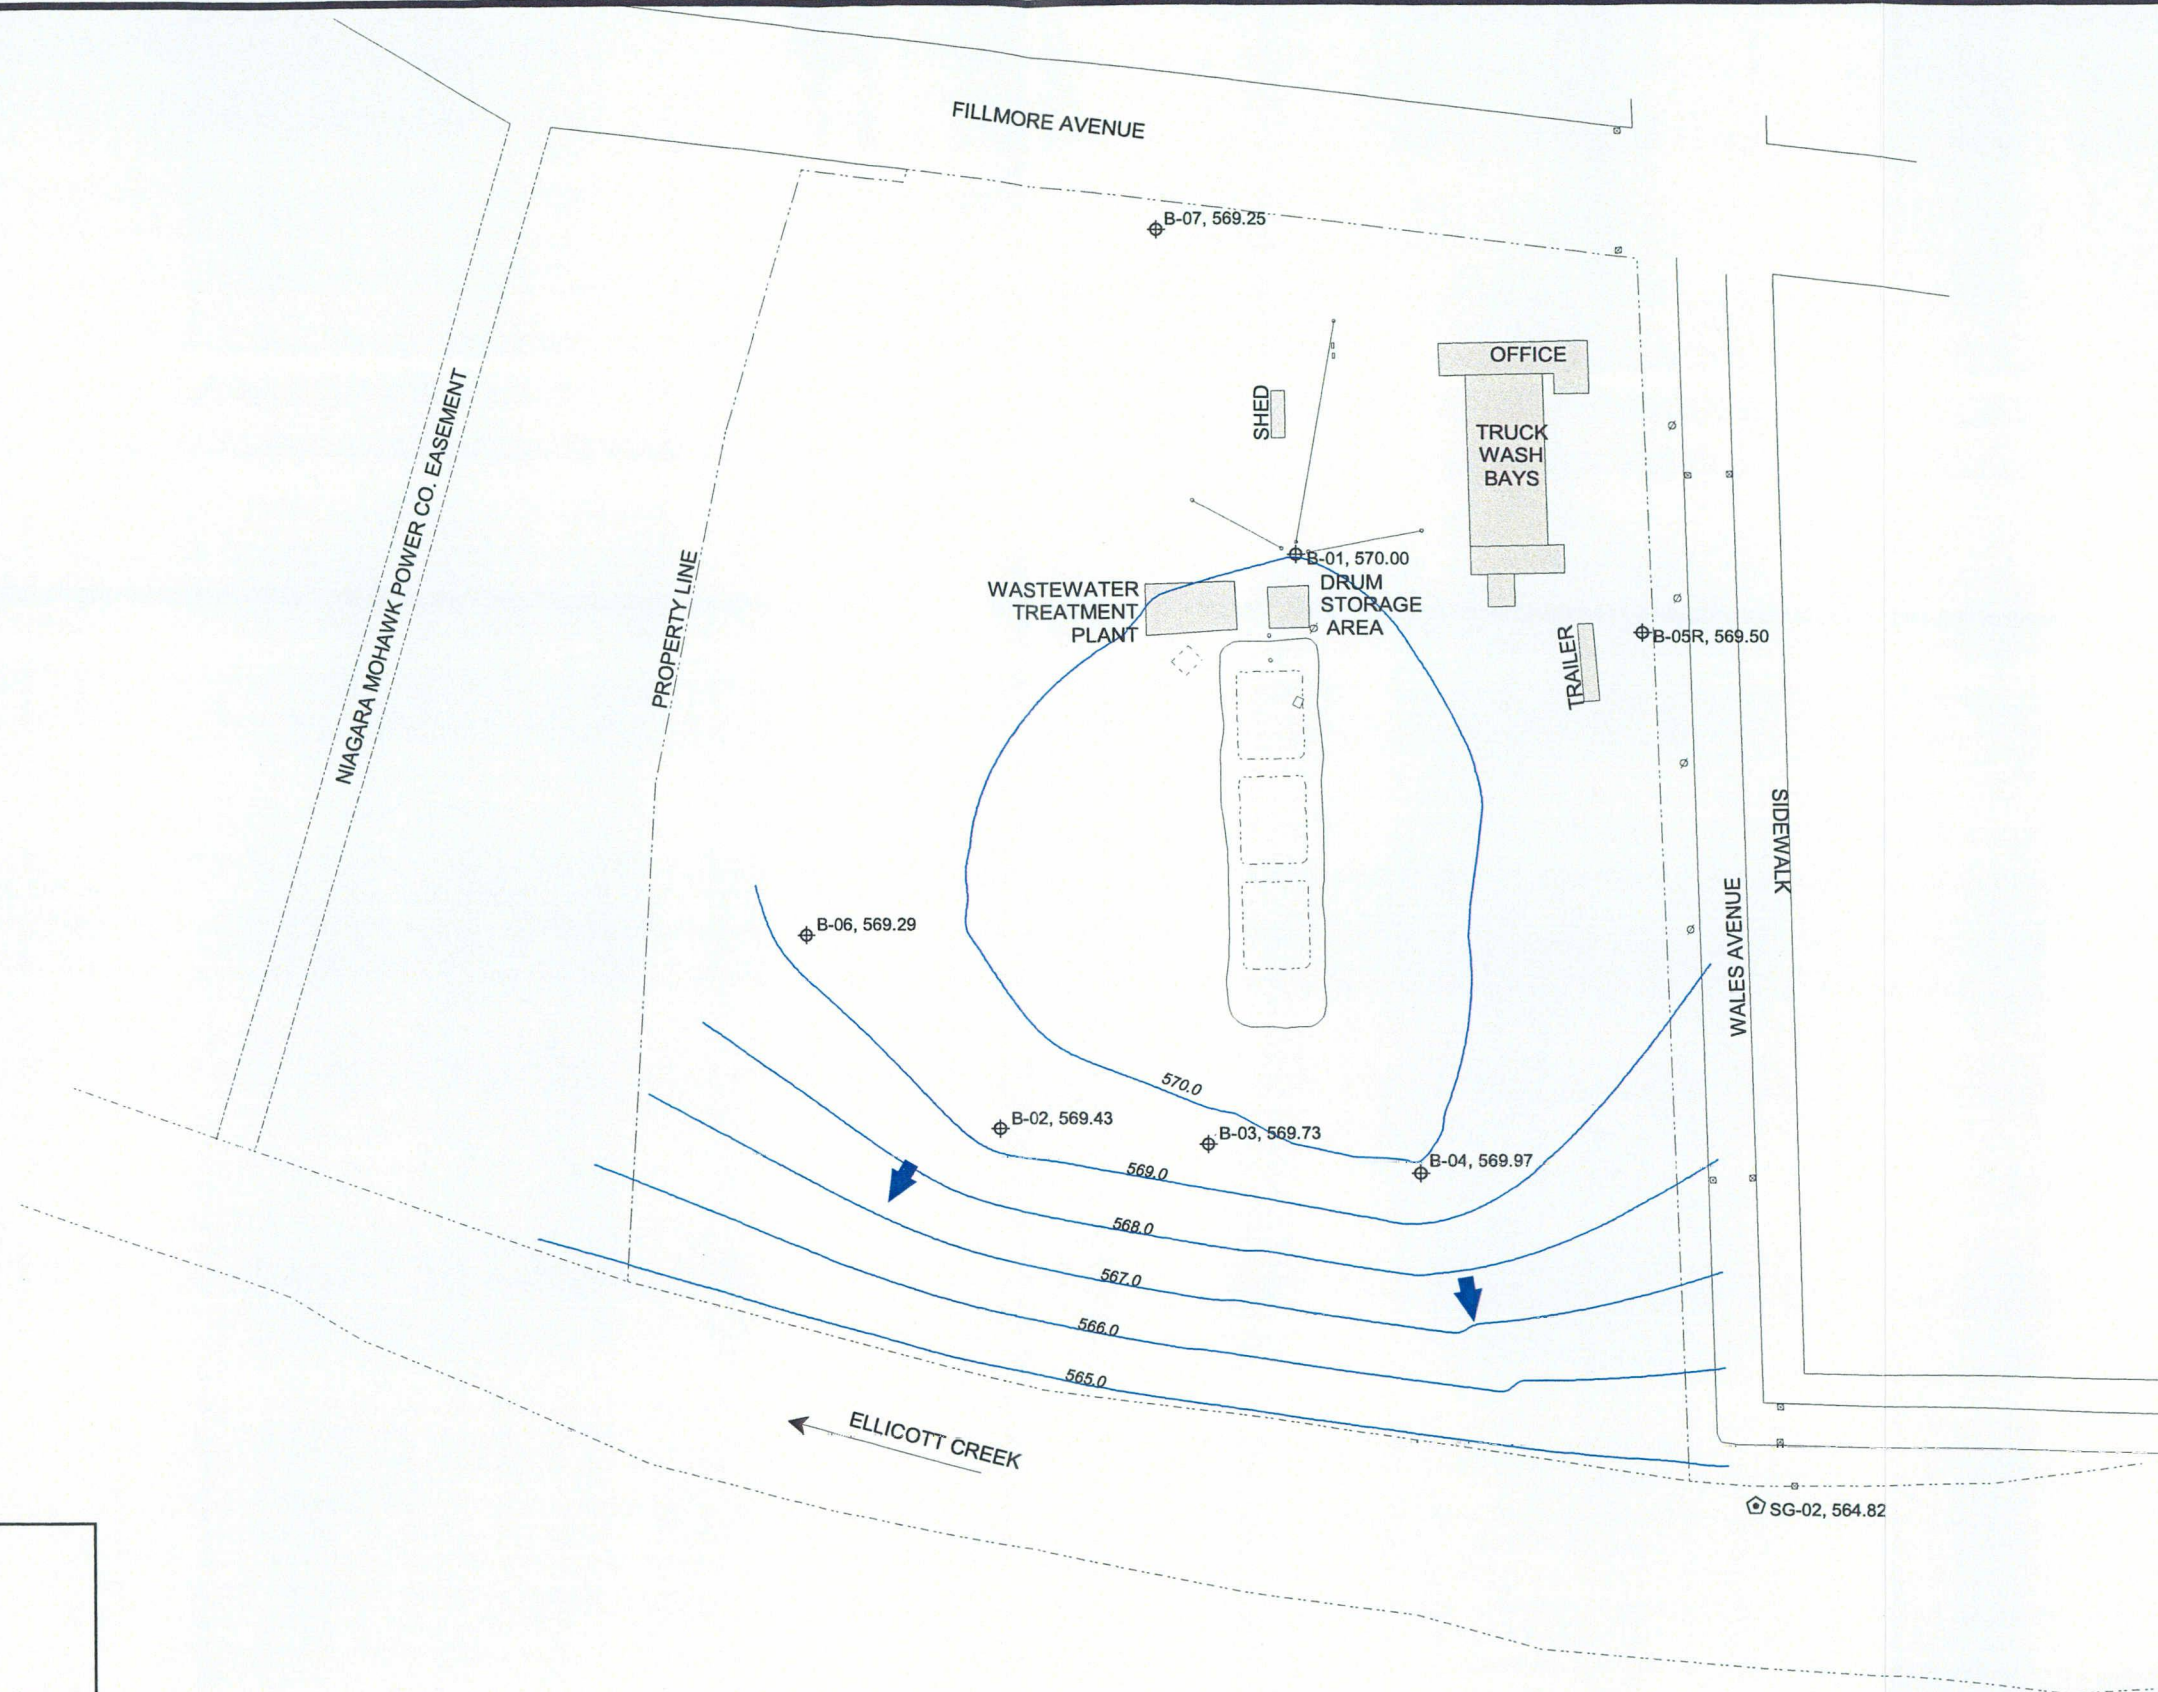 FILLMORE AVENUE
B-07, 569.25
OFFICE
SHED
TRUCK
WASH
BAYS
NIAGARA MOHAWK POWER CO. EASEMENT
PROPERTY LINE
B-01, 570.00
WASTEWATER
TREATMENT
PLANT
DRUM
STORAGE
AREA
TRAILER
B-05R, 569.50
SIDEWALK
WALES AVENUE
B-06, 569.29
570.0
B-02, 569.43
B-03, 569.73
B-04, 569.97
569.0
568.0
567.0
566.0
565.0
ELLICOTT CREEK
SG-02, 564.82